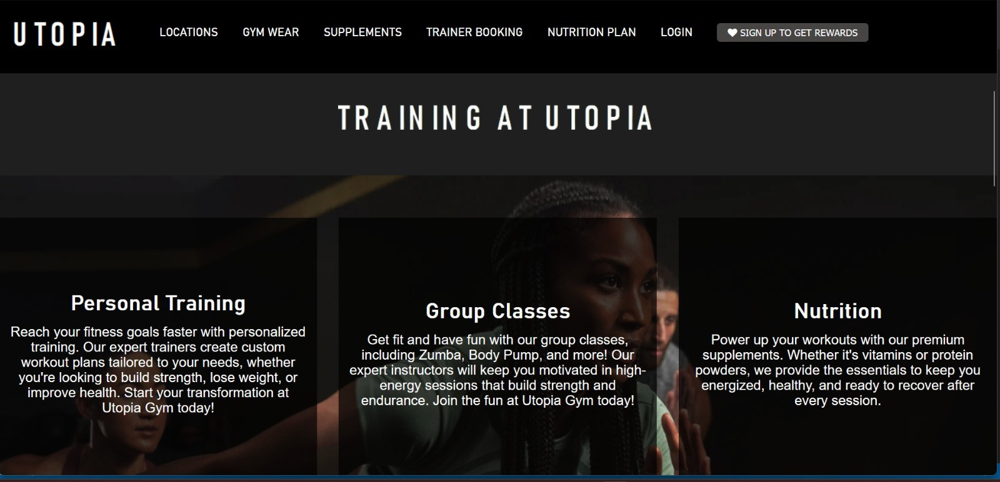 UTOPIA
LOCATIONS
GYM WEAR
SUPPLEMENTS
TRAINER BOOKING
NUTRITION PLAN
LOGIN
SIGN UP TO GET REWARDS
TRAINING AT UTOPIA
Personal Training
Reach your fitness goals faster with personalized
training. Our expert trainers create custom
workout plans tailored to your needs, whether
you're looking to build strength, lose weight, or
improve health. Start your transformation at
Utopia Gym today!
Group Classes
Get fit and have fun with our group classes,
including Zumba, Body Pump, and more! Our
expert instructors will keep you motivated in high-
energy sessions that build strength and
endurance. Join the fun at Utopia Gym today!
Nutrition
Power up your workouts with our premium
supplements. Whether it's vitamins or protein
powders, we provide the essentials to keep you
energized, healthy, and ready to recover after
every session.